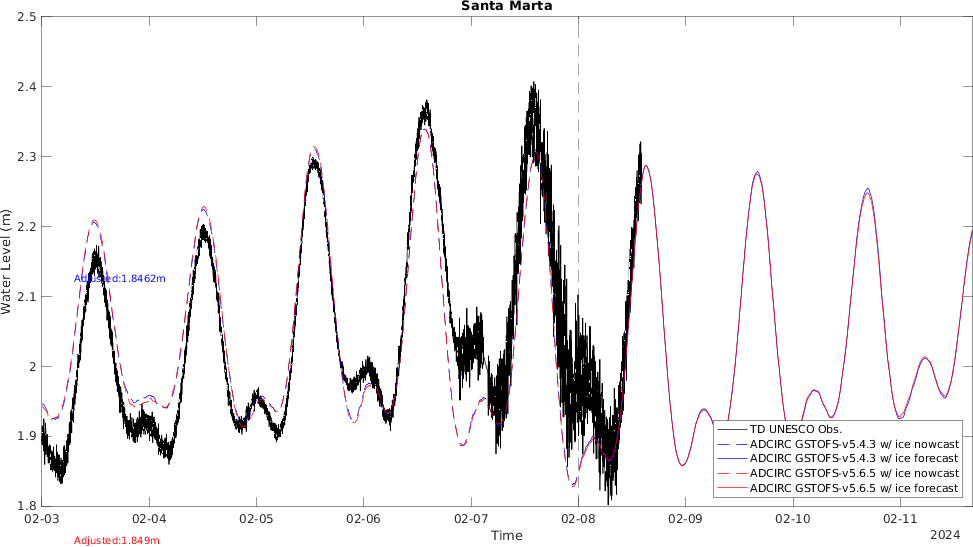 Santa Marta
2.5
2.4
2.3
2.2
2.1
2
1.9
1.8
Water Level (m)
Adjusted:1.8462m
TD UNESCO Obs.
ADCIRC GSTOFS-v5.4.3 w/ ice nowcast
ADCIRC GSTOFS-v5.4.3 w/ ice forecast
ADCIRC GSTOFS-v5.6.5 w/ ice nowcast
ADCIRC GSTOFS-v5.6.5 w/ ice forecast
02-03 02-04 02-05 02-06 02-07 02-08 02-09 02-10 02-11
Time
2024
Adjusted:1.849m